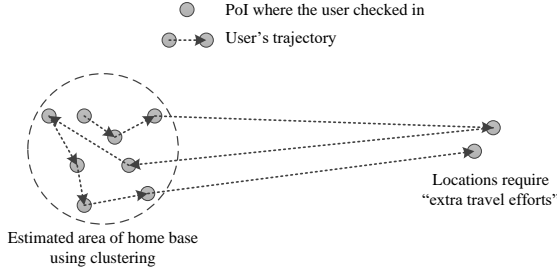 PoI where the user checked in
User's trajectory
Locations require
“extra travel efforts”
Estimated area of home base
using clustering